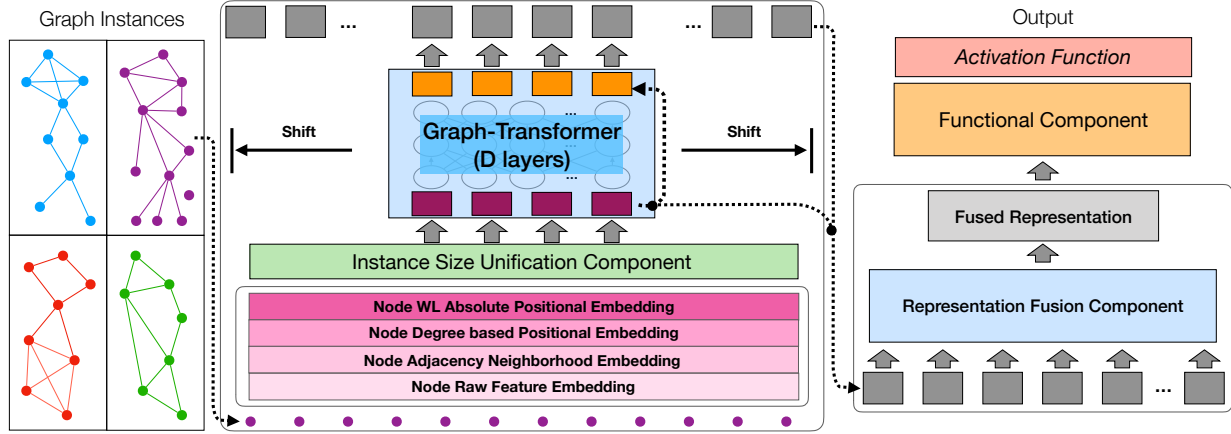 Graph Instances
...
...
Graph-Transformer
(D layers)
...
...
Shift
Shift
Instance Size Unification Component
Node WL Absolute Positional Embedding
Node Degree based Positional Embedding
Node Adjacency Neighborhood Embedding
Node Raw Feature Embedding
Output
Activation Function
Functional Component
Fused Representation
Representation Fusion Component
...